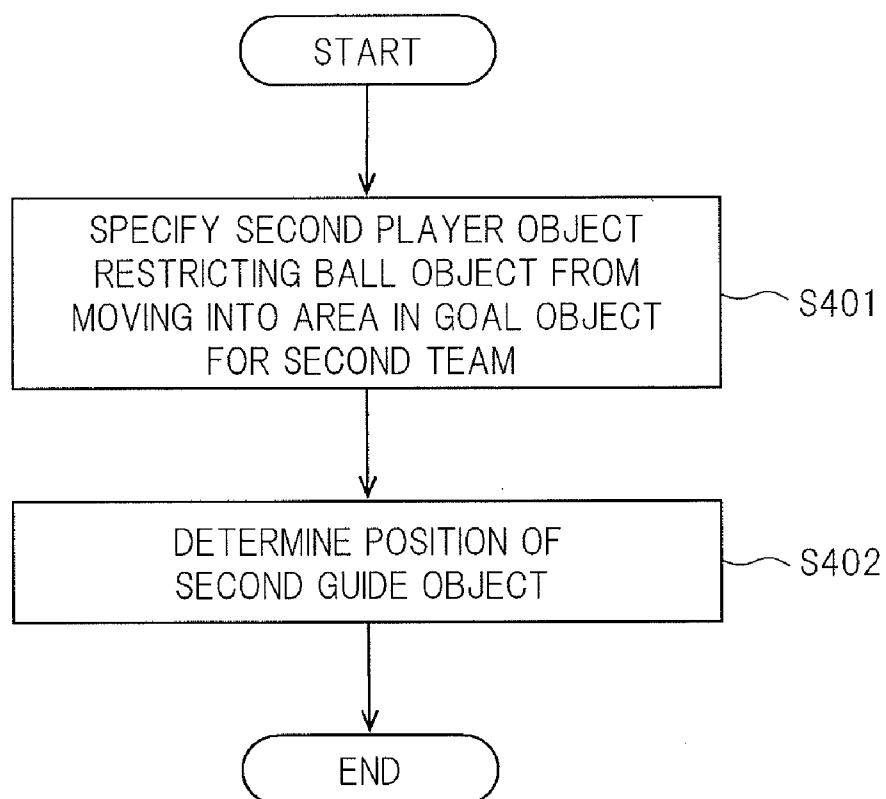 START
SPECIFY SECOND PLAYER OBJECT
RESTRICTING BALL OBJECT FROM
MOVING INTO AREA IN GOAL OBJECT
FOR SECOND TEAM
S401
DETERMINE POSITION OF
SECOND GUIDE OBJECT
S402
END